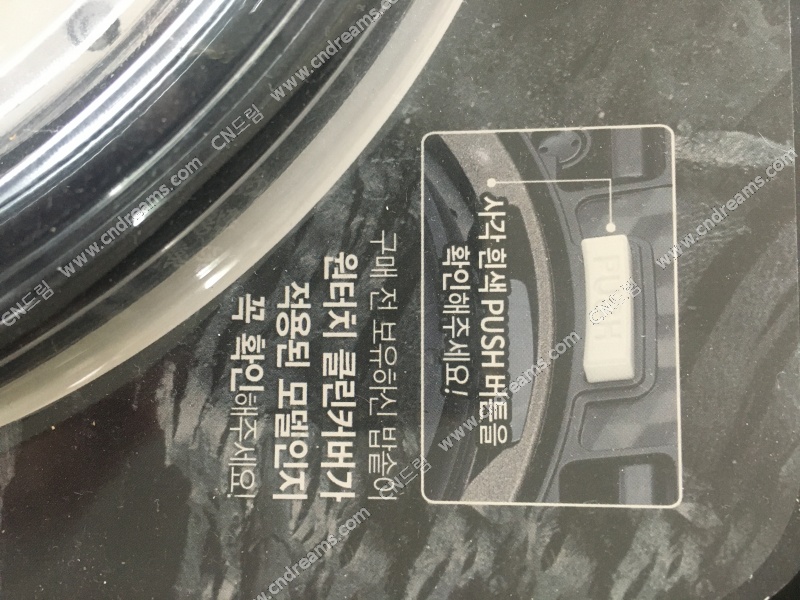 사각 흰색 PUSH 버튼을
확인해주세요!
PUSH
구매 전 보유하신 밥솥이
원터치 클린커버가
적용된 모델인지
꼭 확인해주세요!
CN드림 www.cndreams.com